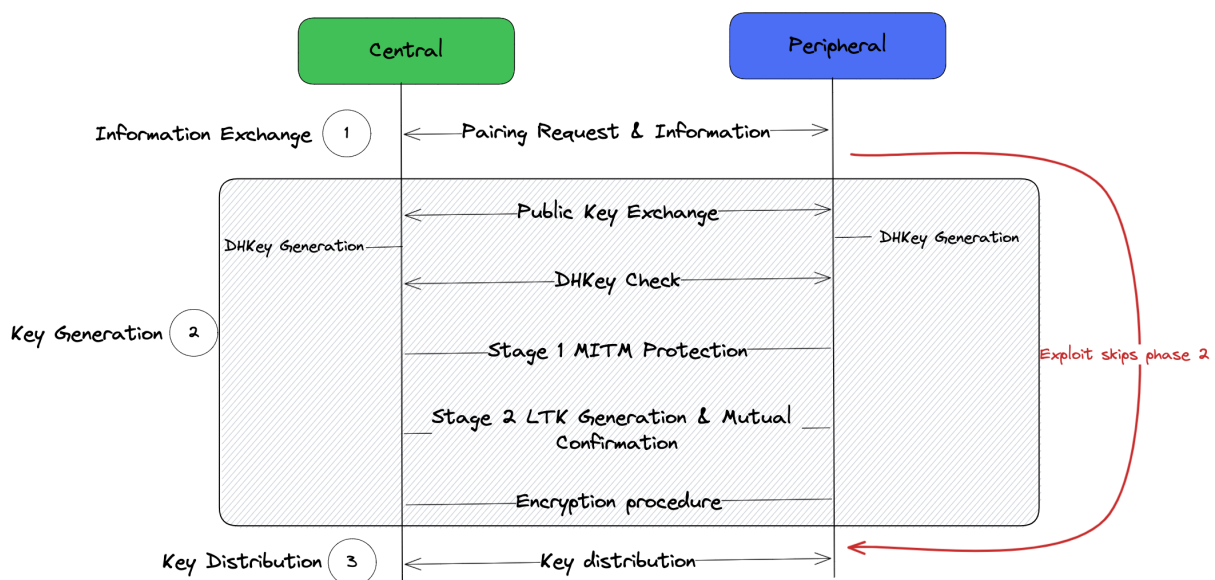 Central
Peripheral
Information Exchange 1
Pairing Request & Information
Public Key Exchange
DHKey Generation
DHKey Generation
DHKey Check
Key Generation 2
Stage 1 MITM Protection
Exploit skips phase 2
Stage 2 LTK Generation & Mutual
Confirmation
Encryption procedure
Key Distribution 3
Key distribution